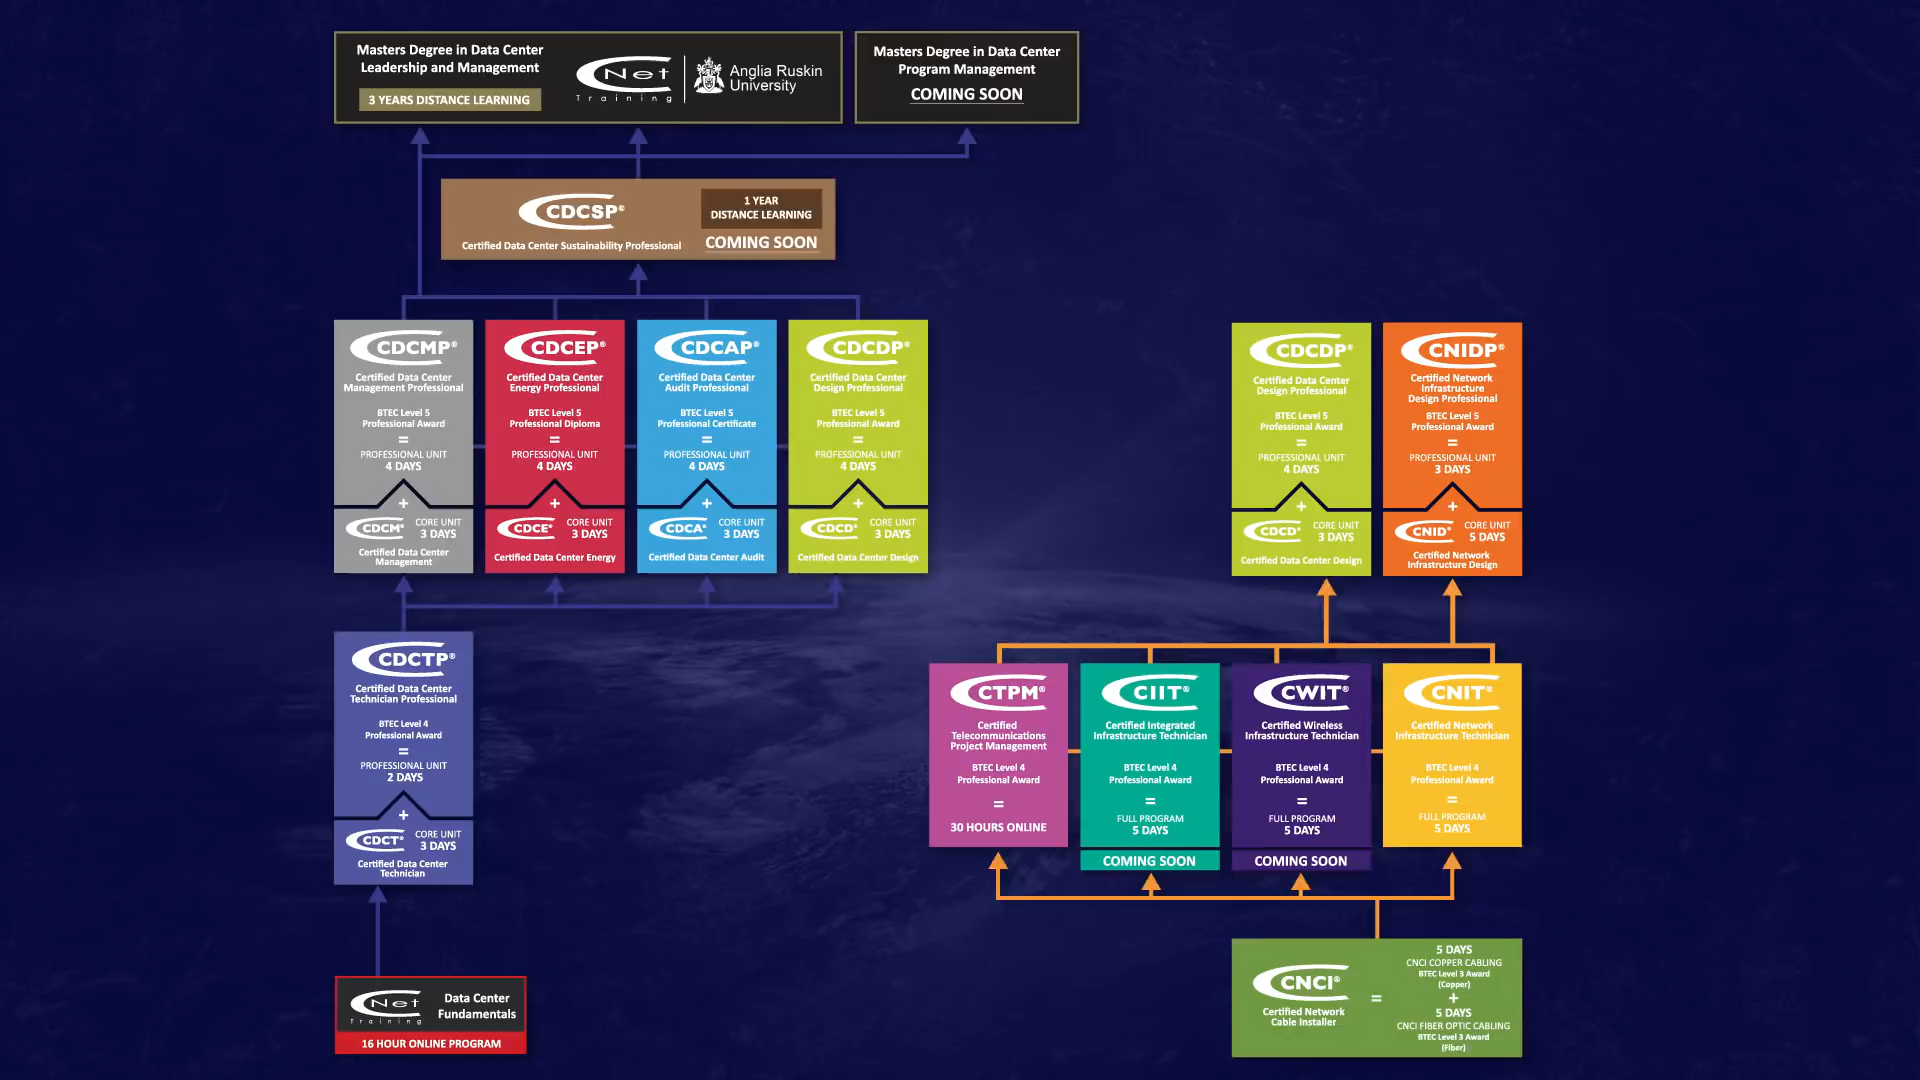 Masters Degree in Data Center
Leadership and Management
3 YEARS DISTANCE LEARNING
CNet
Training
Anglia Ruskin
University
Masters Degree in Data Center
Program Management
COMING SOON
CDCSP®
Certified Data Center Sustainability Professional
1 YEAR
DISTANCE LEARNING
COMING SOON
CDCMP®
Certified Data Center
Management Professional
BTEC Level 5
Professional Award
=
PROFESSIONAL UNIT
4 DAYS
+
CDCM®
CORE UNIT
3 DAYS
Certified Data Center
Management
CDCEP®
Certified Data Center
Energy Professional
BTEC Level 5
Professional Diploma
=
PROFESSIONAL UNIT
4 DAYS
+
CDCE®
CORE UNIT
3 DAYS
Certified Data Center Energy
CDCAP®
Certified Data Center
Audit Professional
BTEC Level 5
Professional Certificate
=
PROFESSIONAL UNIT
4 DAYS
+
CDCA®
CORE UNIT
3 DAYS
Certified Data Center Audit
CDCDP®
Certified Data Center
Design Professional
BTEC Level 5
Professional Award
=
PROFESSIONAL UNIT
4 DAYS
+
CDCD®
CORE UNIT
3 DAYS
Certified Data Center Design
CDCDP®
Certified Data Center
Design Professional
BTEC Level 5
Professional Award
=
PROFESSIONAL UNIT
4 DAYS
+
CDCD®
CORE UNIT
3 DAYS
Certified Data Center Design
CNIDP®
Certified Network
Infrastructure
Design Professional
BTEC Level 5
Professional Award
=
PROFESSIONAL UNIT
3 DAYS
+
CNID®
CORE UNIT
5 DAYS
Certified Network
Infrastructure Design
CDCTP®
Certified Data Center
Technician Professional
BTEC Level 4
Professional Award
=
PROFESSIONAL UNIT
2 DAYS
+
CDCT®
CORE UNIT
3 DAYS
Certified Data Center
Technician
CTPM®
Certified
Telecommunications
Project Management
BTEC Level 4
Professional Award
=
30 HOURS ONLINE
CIIT®
Certified Integrated
Infrastructure Technician
BTEC Level 4
Professional Award
=
FULL PROGRAM
5 DAYS
COMING SOON
CWIT®
Certified Wireless
Infrastructure Technician
BTEC Level 4
Professional Award
=
FULL PROGRAM
5 DAYS
COMING SOON
CNIT®
Certified Network
Infrastructure Technician
BTEC Level 4
Professional Award
=
FULL PROGRAM
5 DAYS
CNet
Training
Data Center
Fundamentals
16 HOUR ONLINE PROGRAM
CNCI®
Certified Network
Cable Installer
=
5 DAYS
CNCI COPPER CABLING
BTEC Level 3 Award
(Copper)
+
5 DAYS
CNCI FIBER OPTIC CABLING
BTEC Level 3 Award
(Fiber)